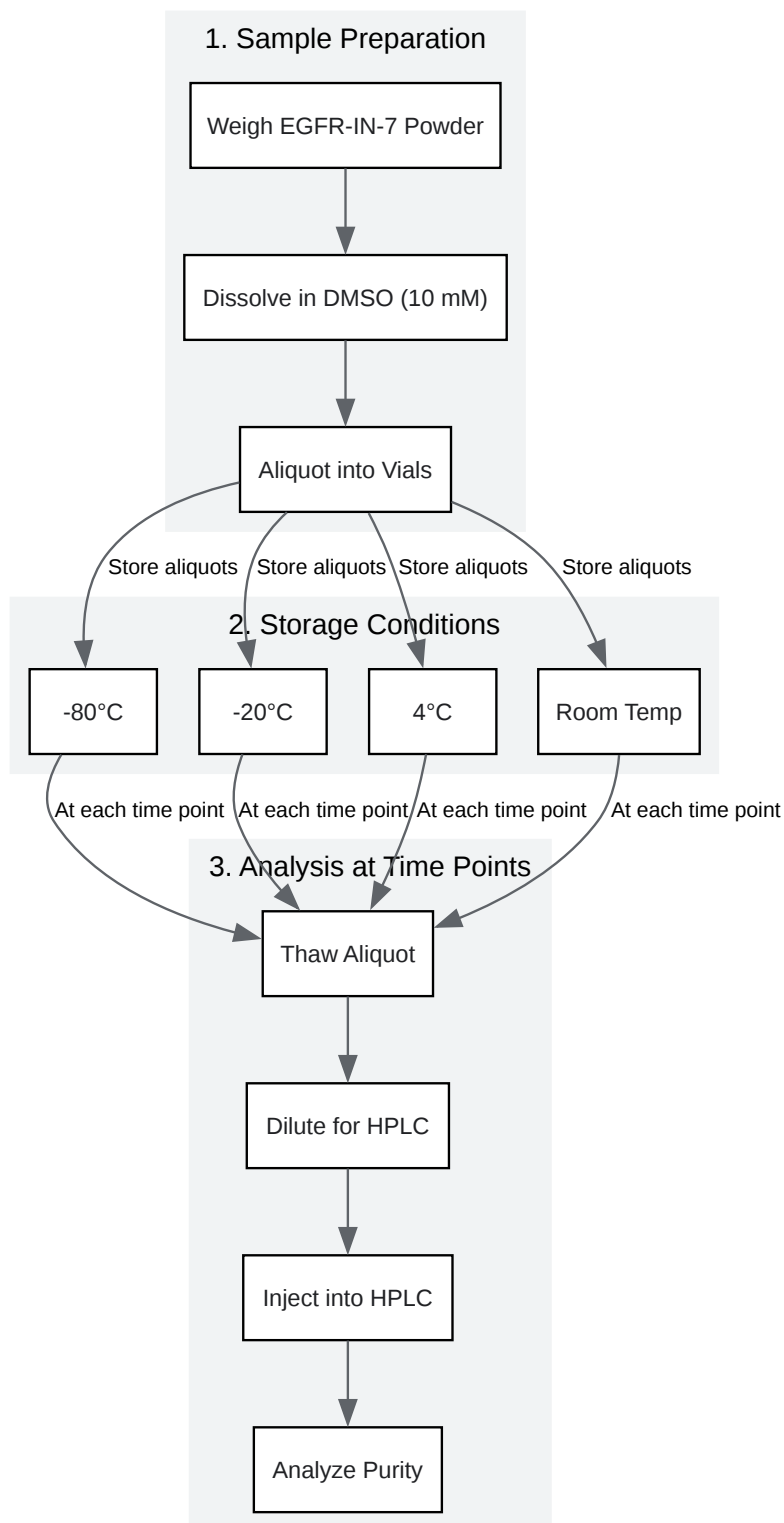 1. Sample Preparation
Weigh EGFR-IN-7 Powder
Dissolve in DMSO (10 mM)
Aliquot into Vials
Store aliquots
Store aliquots
Store aliquots
Store aliquots
2. Storage Conditions
-80°C
-20°C
4°C
Room Temp
At each time point
At each time point
At each time point
At each time point
3. Analysis at Time Points
Thaw Aliquot
Dilute for HPLC
Inject into HPLC
Analyze Purity